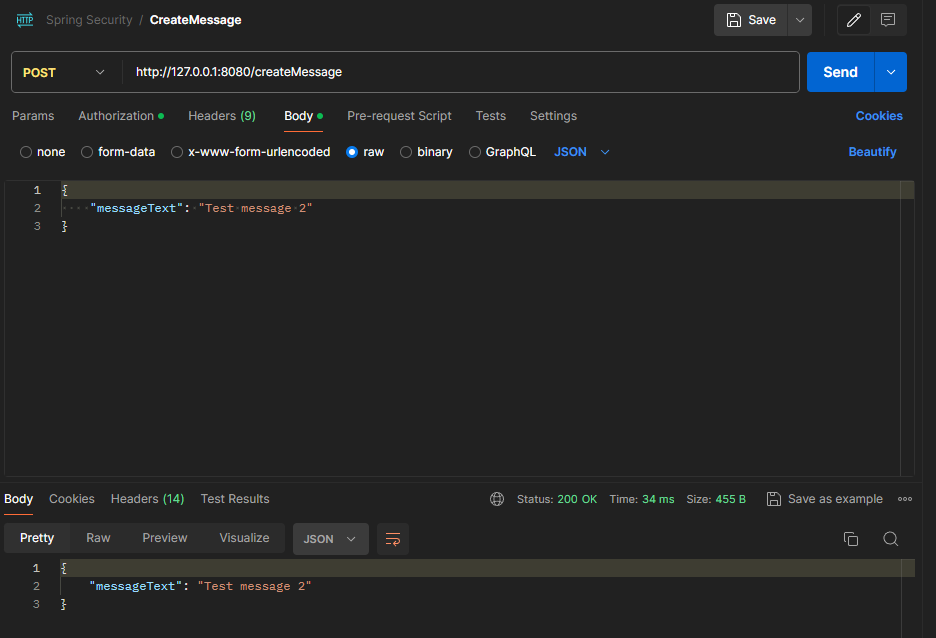 HTTP Spring Security / CreateMessage Save
POST http://127.0.0.1:8080/createMessage Send
Params Authorization Headers (9) Body Pre-request Script Tests Settings Cookies
none form-data x-www-form-urlencoded raw binary GraphQL JSON Beautify
1 {
2 ····"messageText":·"Test·message·2"
3 }
Body Cookies Headers (14) Test Results Status: 200 OK Time: 34 ms Size: 455 B Save as example
Pretty Raw Preview Visualize JSON
1 {
2 "messageText": "Test message 2"
3 }